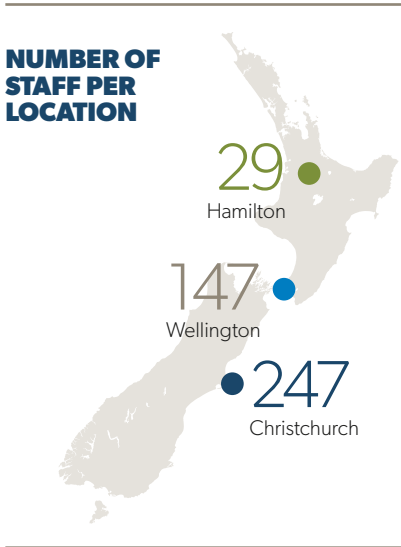 NUMBER OF
STAFF PER
LOCATION
29
Hamilton
147
Wellington
247
Christchurch